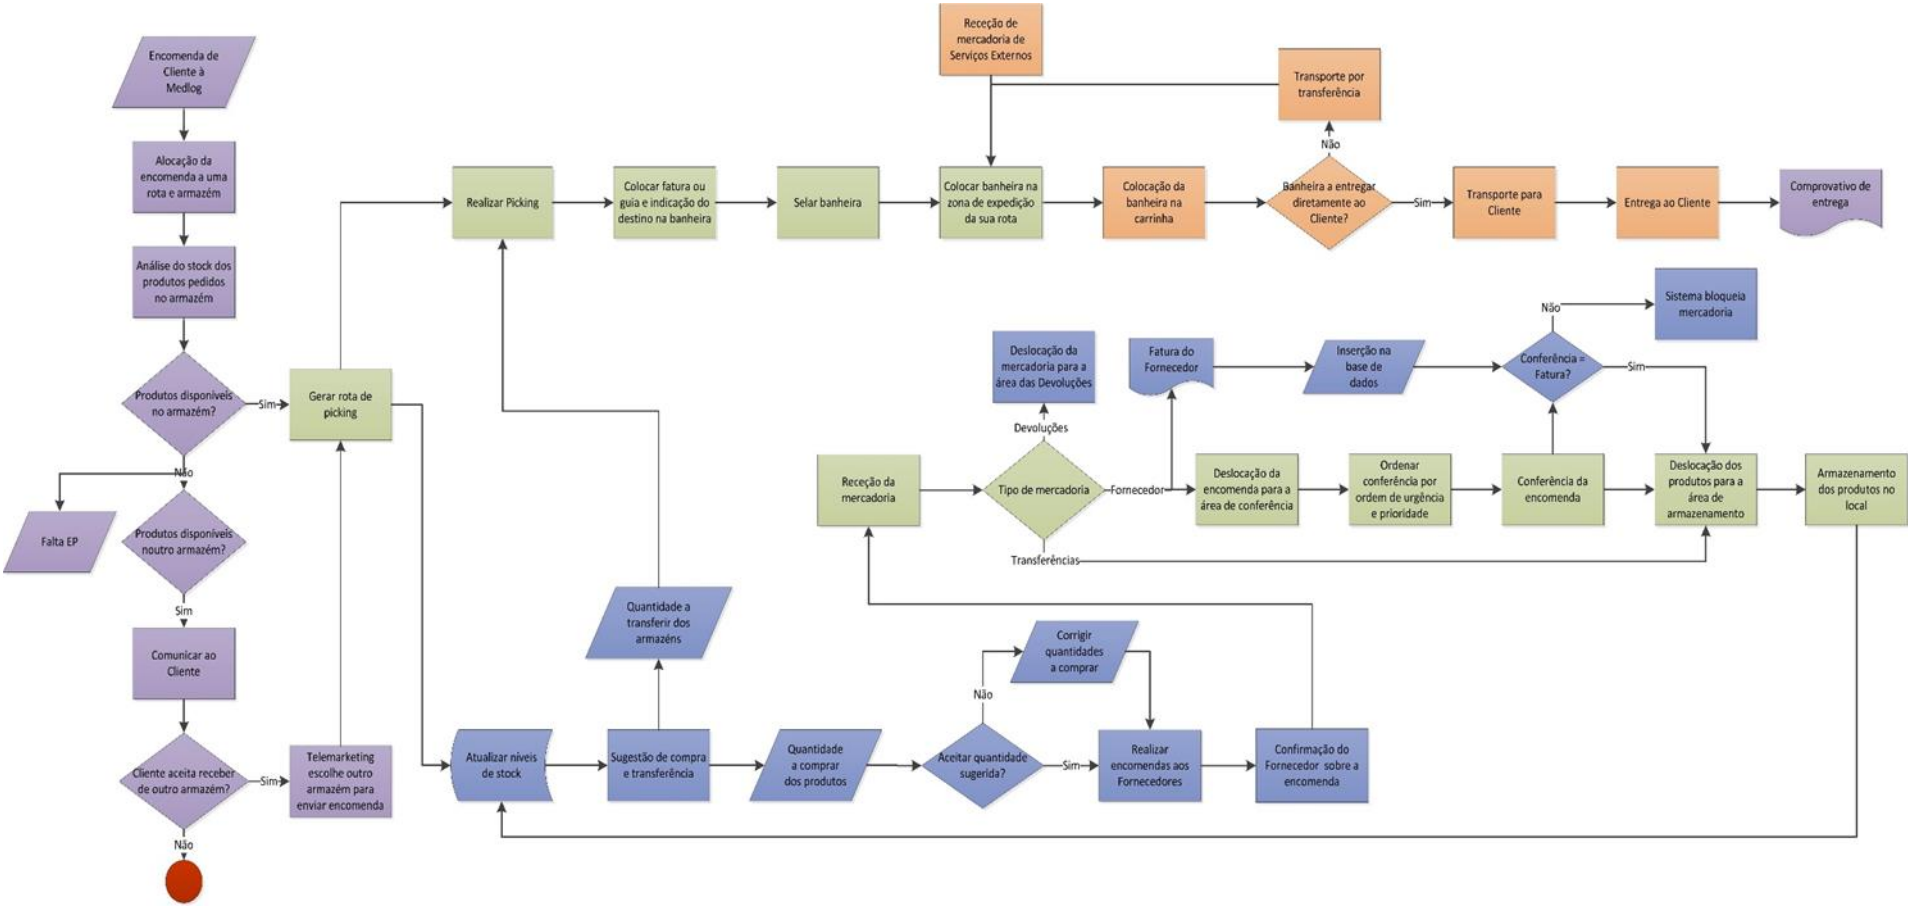 Encomenda de
Cliente à
Medlog
Alocação da
encomenda a uma
rota e armazém
Análise do stock dos
produtos pedidos
no armazém
Produtos disponíveis
no armazém?
Sim
Não
Falta EP
Produtos disponíveis
noutro armazém?
Sim
Comunicar ao
Cliente
Cliente aceita receber
de outro armazém?
Sim
Não
Telemarketing
escolhe outro
armazém para
enviar encomenda
Gerar rota de
picking
Realizar Picking
Colocar fatura ou
guia e indicação do
destino na banheira
Selar banheira
Receção de
mercadoria de
Serviços Externos
Colocar banheira na
zona de expedição
da sua rota
Colocação da
banheira na
carrinha
Banheira a entregar
diretamente ao
Cliente?
Não
Transporte por
transferência
Sim
Transporte para
Cliente
Entrega ao Cliente
Comprovativo de
entrega
Receção da
mercadoria
Tipo de mercadoria
Devoluções
Deslocação da
mercadoria para a
área das Devoluções
Fornecedor
Transferências
Fatura do
Fornecedor
Inserção na
base de
dados
Conferência =
Fatura?
Não
Sistema bloqueia
mercadoria
Sim
Deslocação da
encomenda para a
área de conferência
Ordenar
conferência por
ordem de urgência
e prioridade
Conferência da
encomenda
Deslocação dos
produtos para a
área de
armazenamento
Armazenamento
dos produtos no
local
Atualizar níveis
de stock
Sugestão de compra
e transferência
Quantidade a
transferir dos
armazéns
Quantidade
a comprar
dos produtos
Aceitar quantidade
sugerida?
Não
Corrigir
quantidades
a comprar
Sim
Realizar
encomendas aos
Fornecedores
Confirmação do
Fornecedor sobre a
encomenda